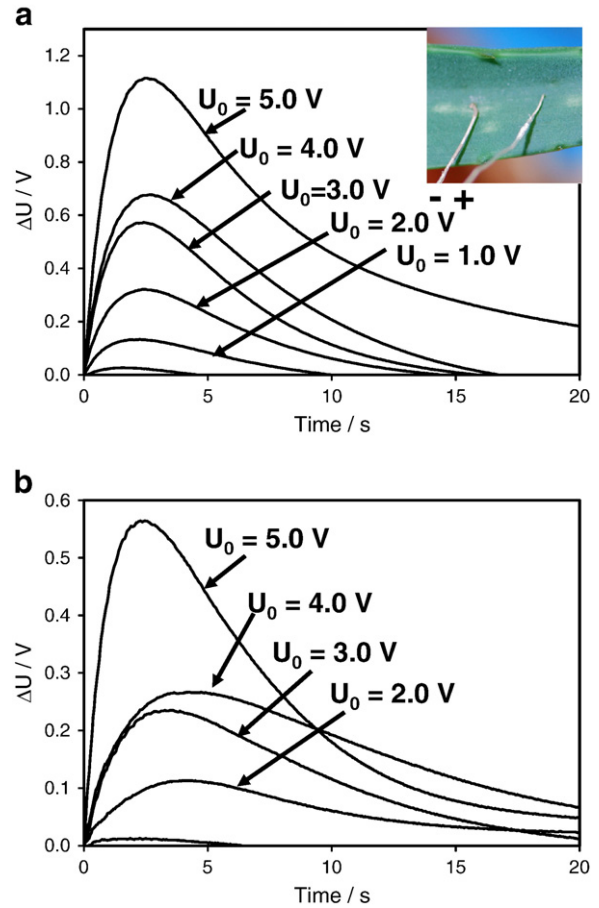 a
1.2
1.0
0.8
0.6
0.4
0.2
0.0
ΔU / V
U₀ = 5.0 V
U₀ = 4.0 V
U₀=3.0 V
U₀ = 2.0 V
U₀ = 1.0 V
- +
0 5 10 15 20
Time / s
b
0.6
0.5
0.4
0.3
0.2
0.1
0.0
ΔU / V
U₀ = 5.0 V
U₀ = 4.0 V
U₀ = 3.0 V
U₀ = 2.0 V
0 5 10 15 20
Time / s